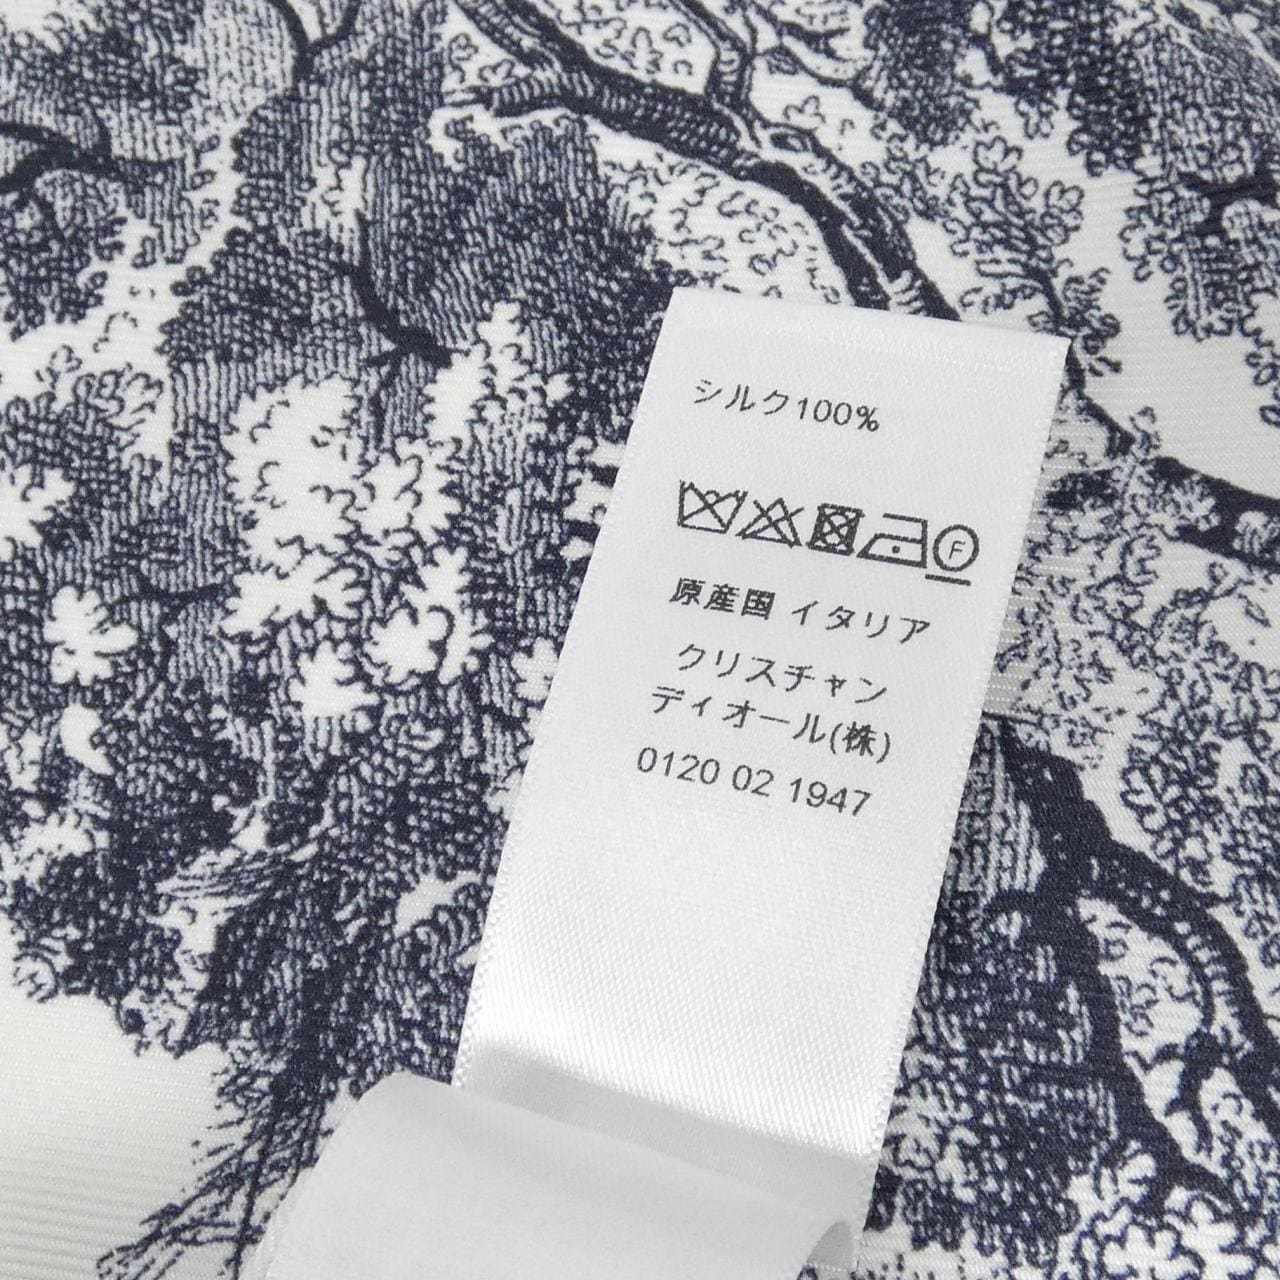 シルク100%
F
原産国 イタリア
クリスチャン
ディオール(株)
0120 02 1947